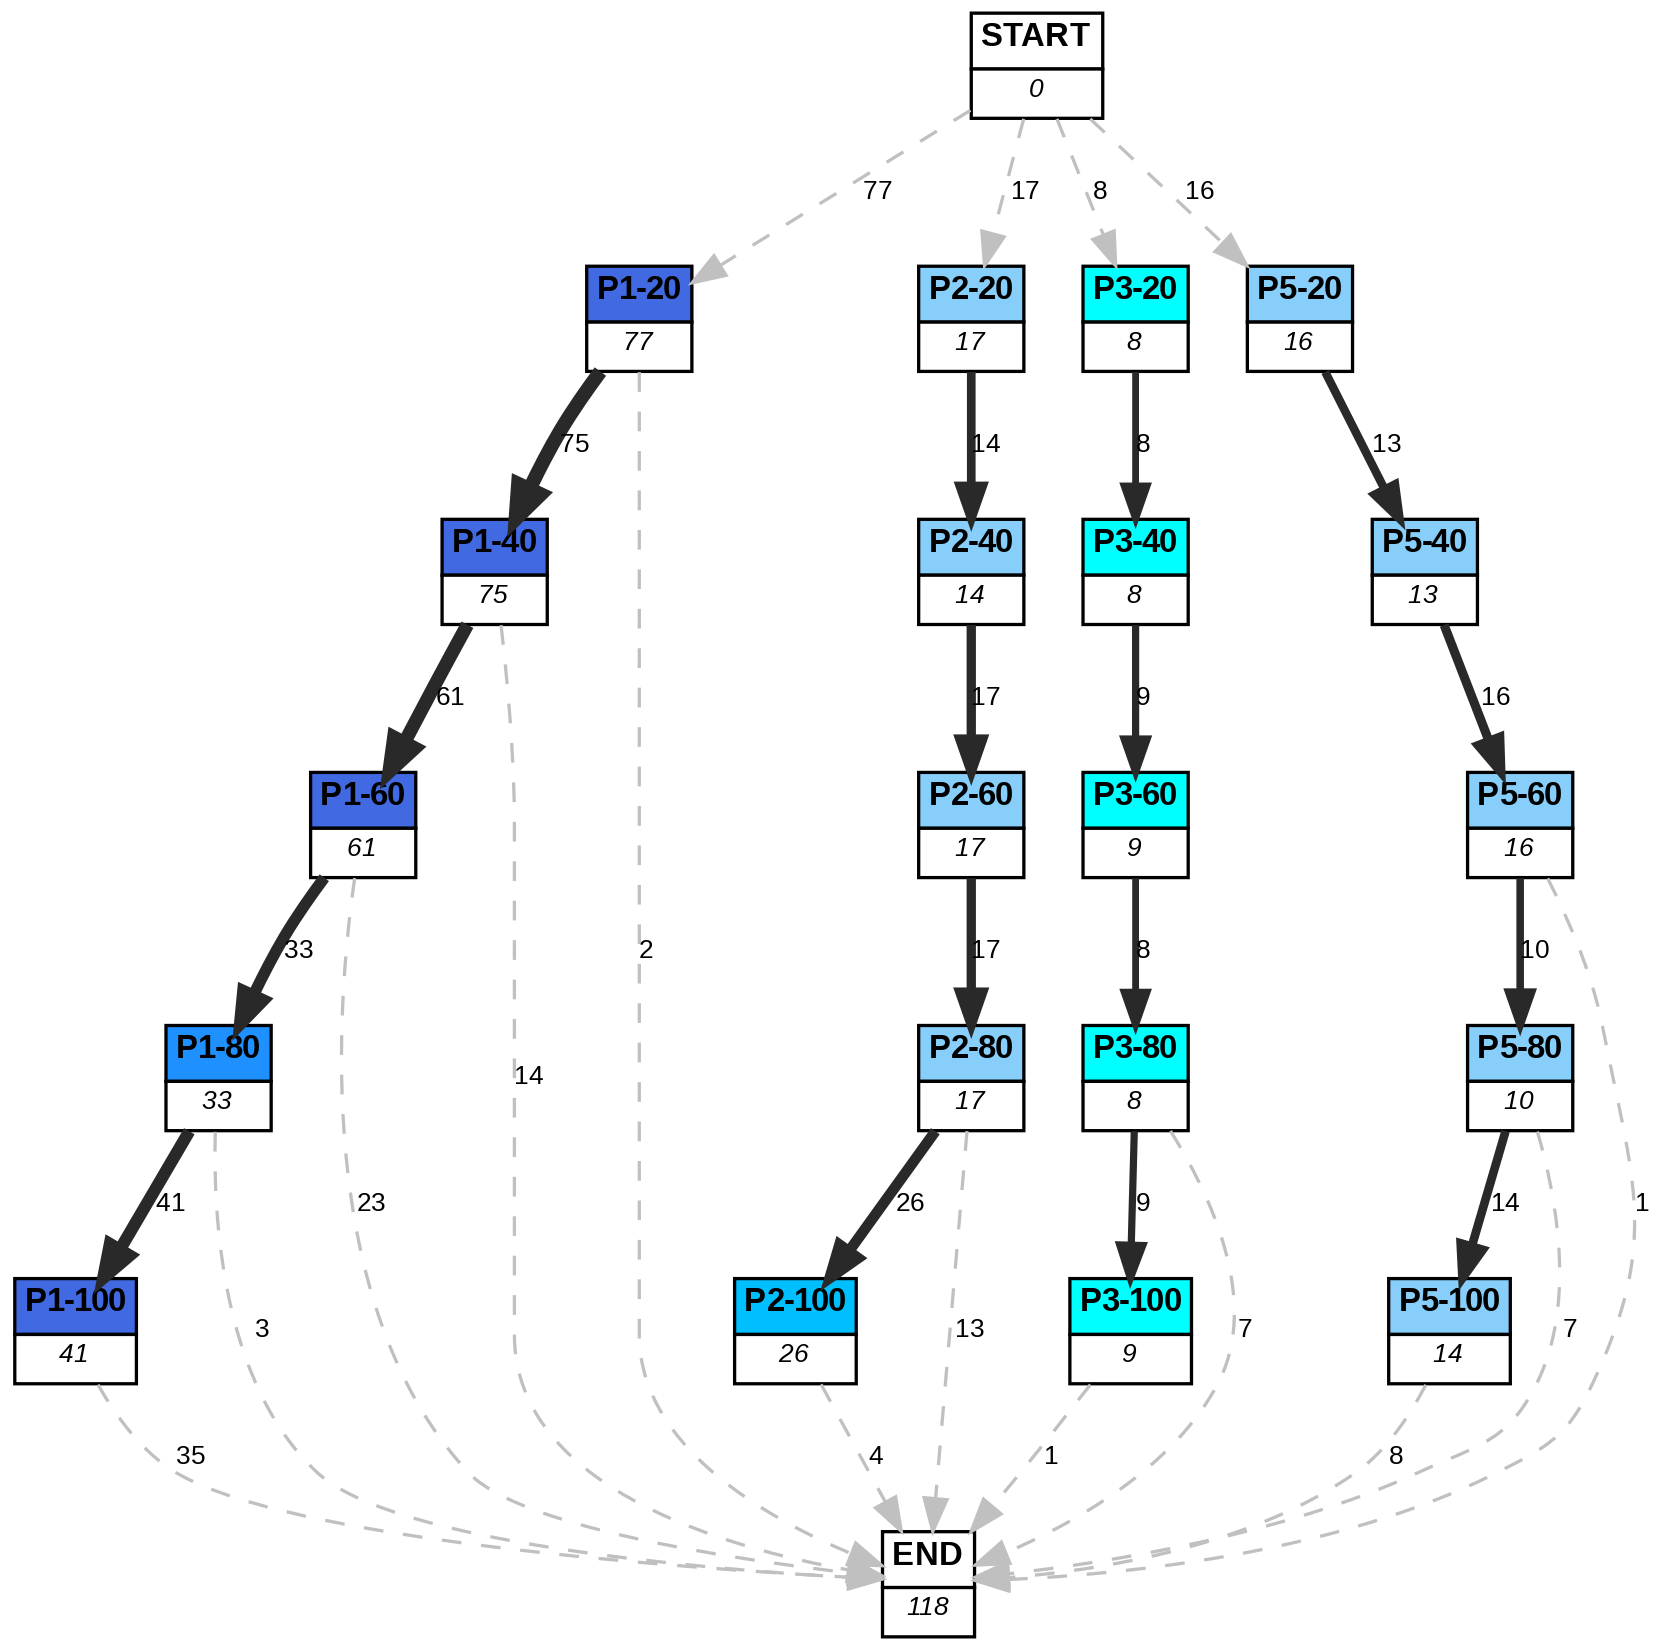 START
0
77
17
8
16
P1-20
77
P2-20
17
P3-20
8
P5-20
16
75
14
8
13
P1-40
75
P2-40
14
P3-40
8
P5-40
13
61
17
9
16
P1-60
61
P2-60
17
P3-60
9
P5-60
16
33
2
17
8
10
P1-80
33
14
P2-80
17
P3-80
8
P5-80
10
41
23
26
9
14
1
P1-100
41
3
P2-100
26
13
P3-100
9
7
P5-100
14
7
35
4
1
8
END
118